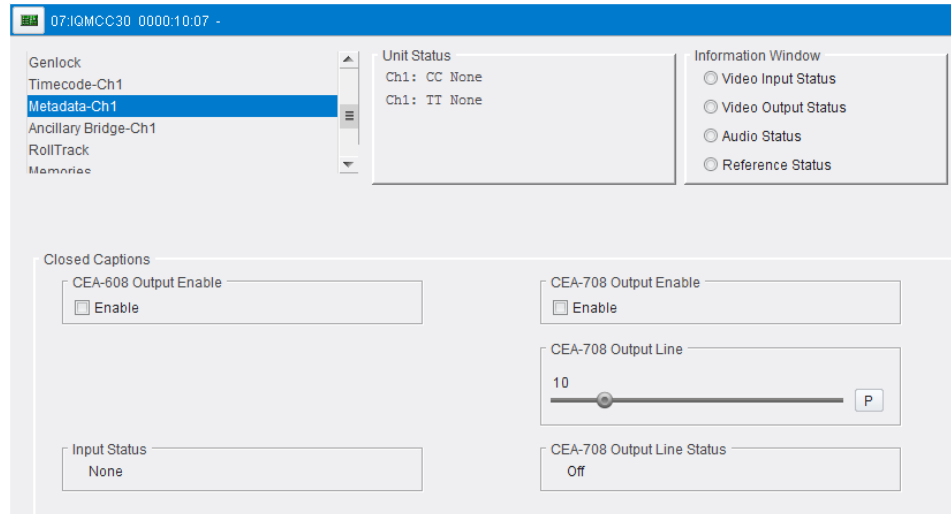 07:IQMCC30 0000:10:07 -
Genlock
Timecode-Ch1
Metadata-Ch1
Ancillary Bridge-Ch1
RollTrack
Memories
Unit Status
Ch1: CC None
Ch1: TT None
Information Window
Video Input Status
Video Output Status
Audio Status
Reference Status
Closed Captions
CEA-608 Output Enable
Enable
CEA-708 Output Enable
Enable
CEA-708 Output Line
10
P
Input Status
None
CEA-708 Output Line Status
Off